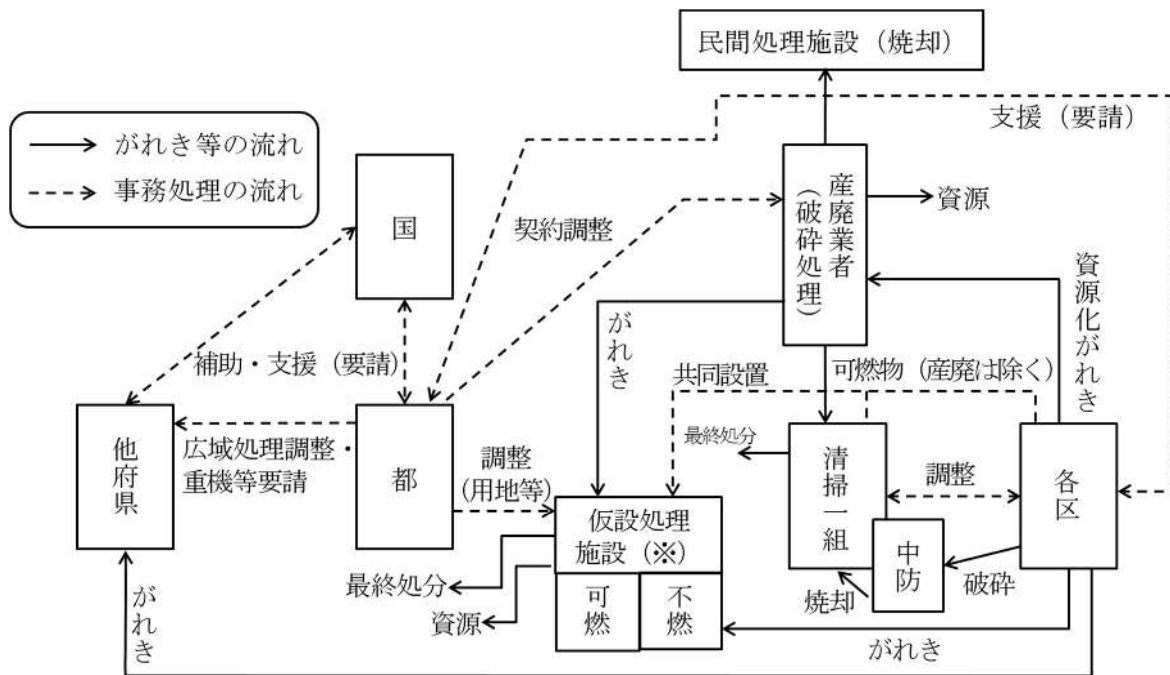 民間処理施設（焼却）
支援（要請）
がれき等の流れ
事務処理の流れ
国
契約調整
産廃業者
（破砕処理）
資源
資源化がれき
がれき
補助・支援（要請）
共同設置
可燃物（産廃は除く）
他府県
広域処理調整・
重機等要請
都
調整
（用地等）
最終処分
清掃一組
調整
各区
仮設処理
施設（※）
中防
破砕
焼却
最終処分
資源
可燃
不燃
がれき
がれき